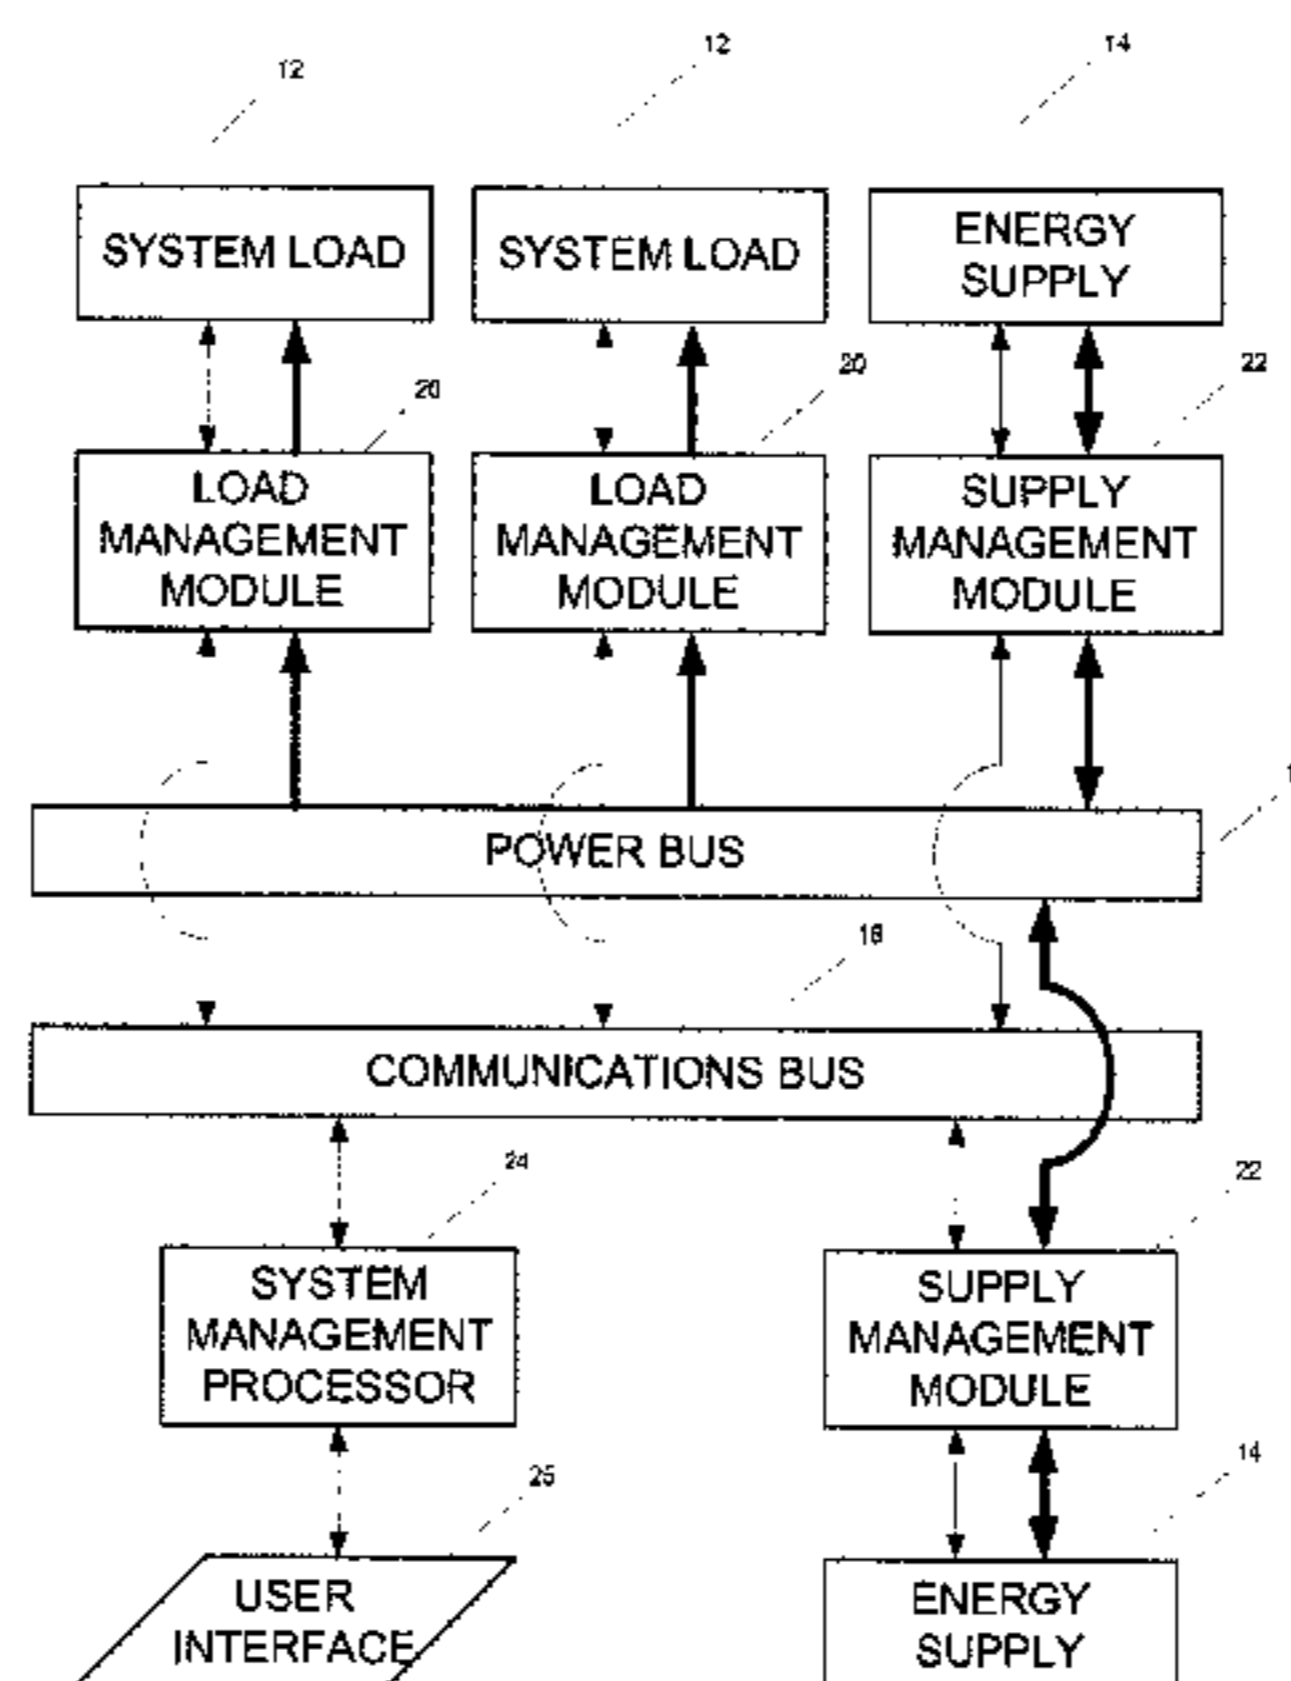 12
12
14
SYSTEM LOAD
SYSTEM LOAD
ENERGY
SUPPLY
20
20
22
LOAD
MANAGEMENT
MODULE
LOAD
MANAGEMENT
MODULE
SUPPLY
MANAGEMENT
MODULE
POWER BUS
18
COMMUNICATIONS BUS
24
22
SYSTEM
MANAGEMENT
PROCESSOR
SUPPLY
MANAGEMENT
MODULE
14
USER
INTERFACE
ENERGY
SUPPLY